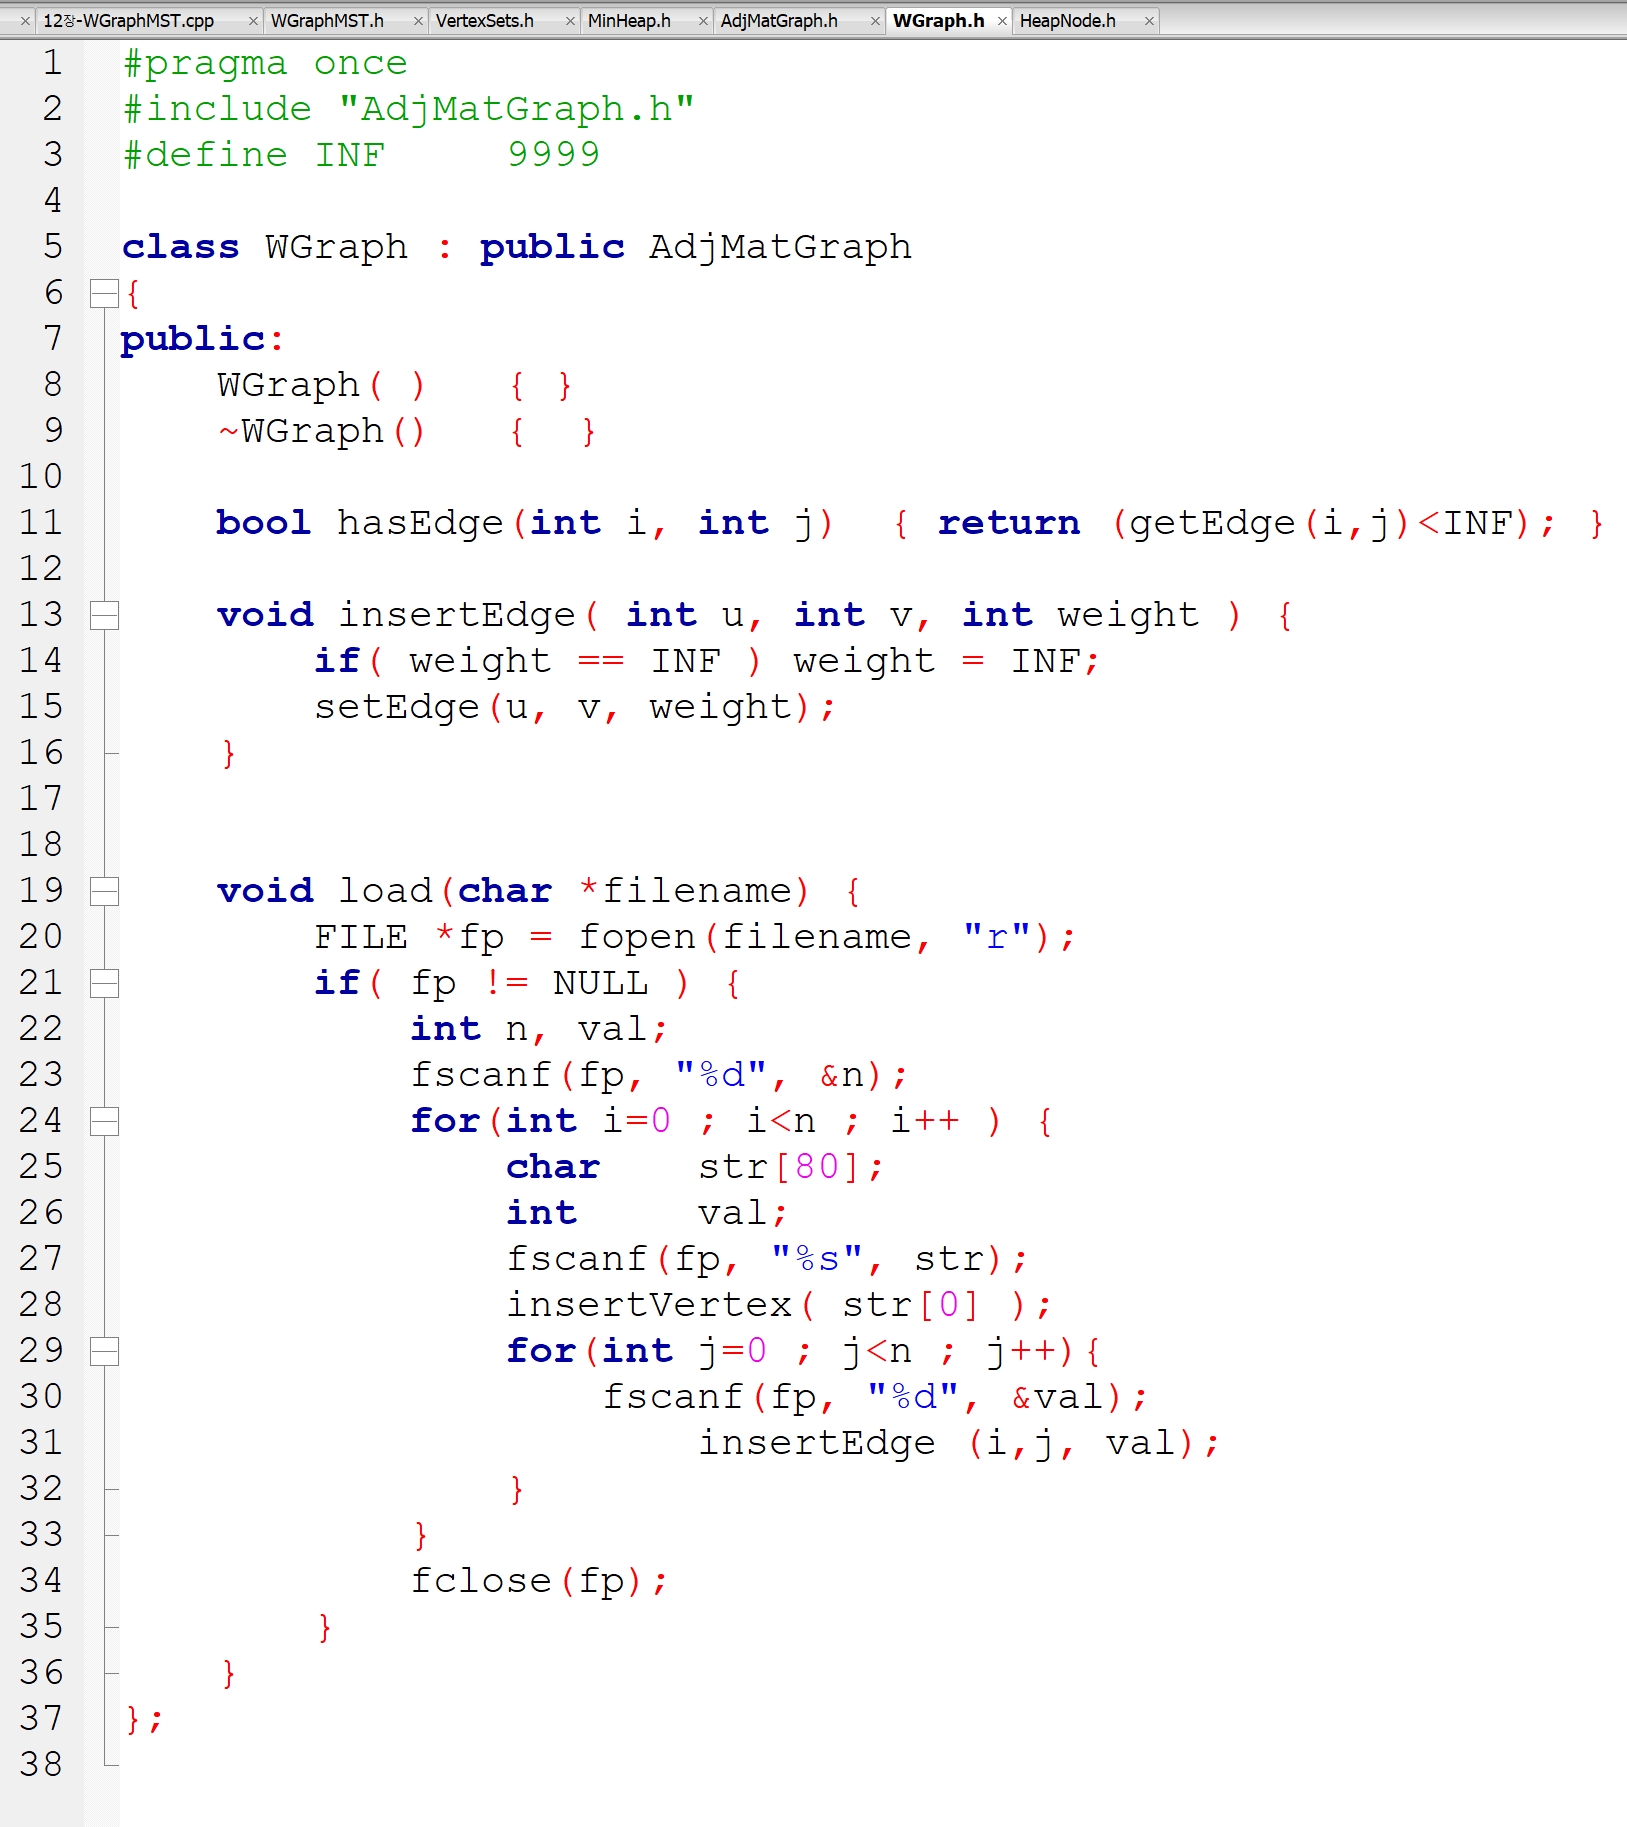 12장-WGraphMST.cpp WGraphMST.h VertexSets.h MinHeap.h AdjMatGraph.h WGraph.h HeapNode.h
1 #pragma once
2 #include "AdjMatGraph.h"
3 #define INF     9999
4
5 class WGraph : public AdjMatGraph
6 {
7 public:
8     WGraph( )   { }
9     ~WGraph()   {  }
10
11     bool hasEdge(int i, int j)  { return (getEdge(i,j)<INF); }
12
13     void insertEdge( int u, int v, int weight ) {
14         if( weight == INF ) weight = INF;
15         setEdge(u, v, weight);
16     }
17
18
19     void load(char *filename) {
20         FILE *fp = fopen(filename, "r");
21         if( fp != NULL ) {
22             int n, val;
23             fscanf(fp, "%d", &n);
24             for(int i=0 ; i<n ; i++ ) {
25                 char    str[80];
26                 int     val;
27                 fscanf(fp, "%s", str);
28                 insertVertex( str[0] );
29                 for(int j=0 ; j<n ; j++){
30                     fscanf(fp, "%d", &val);
31                         insertEdge (i,j, val);
32                 }
33             }
34             fclose(fp);
35         }
36     }
37 };
38